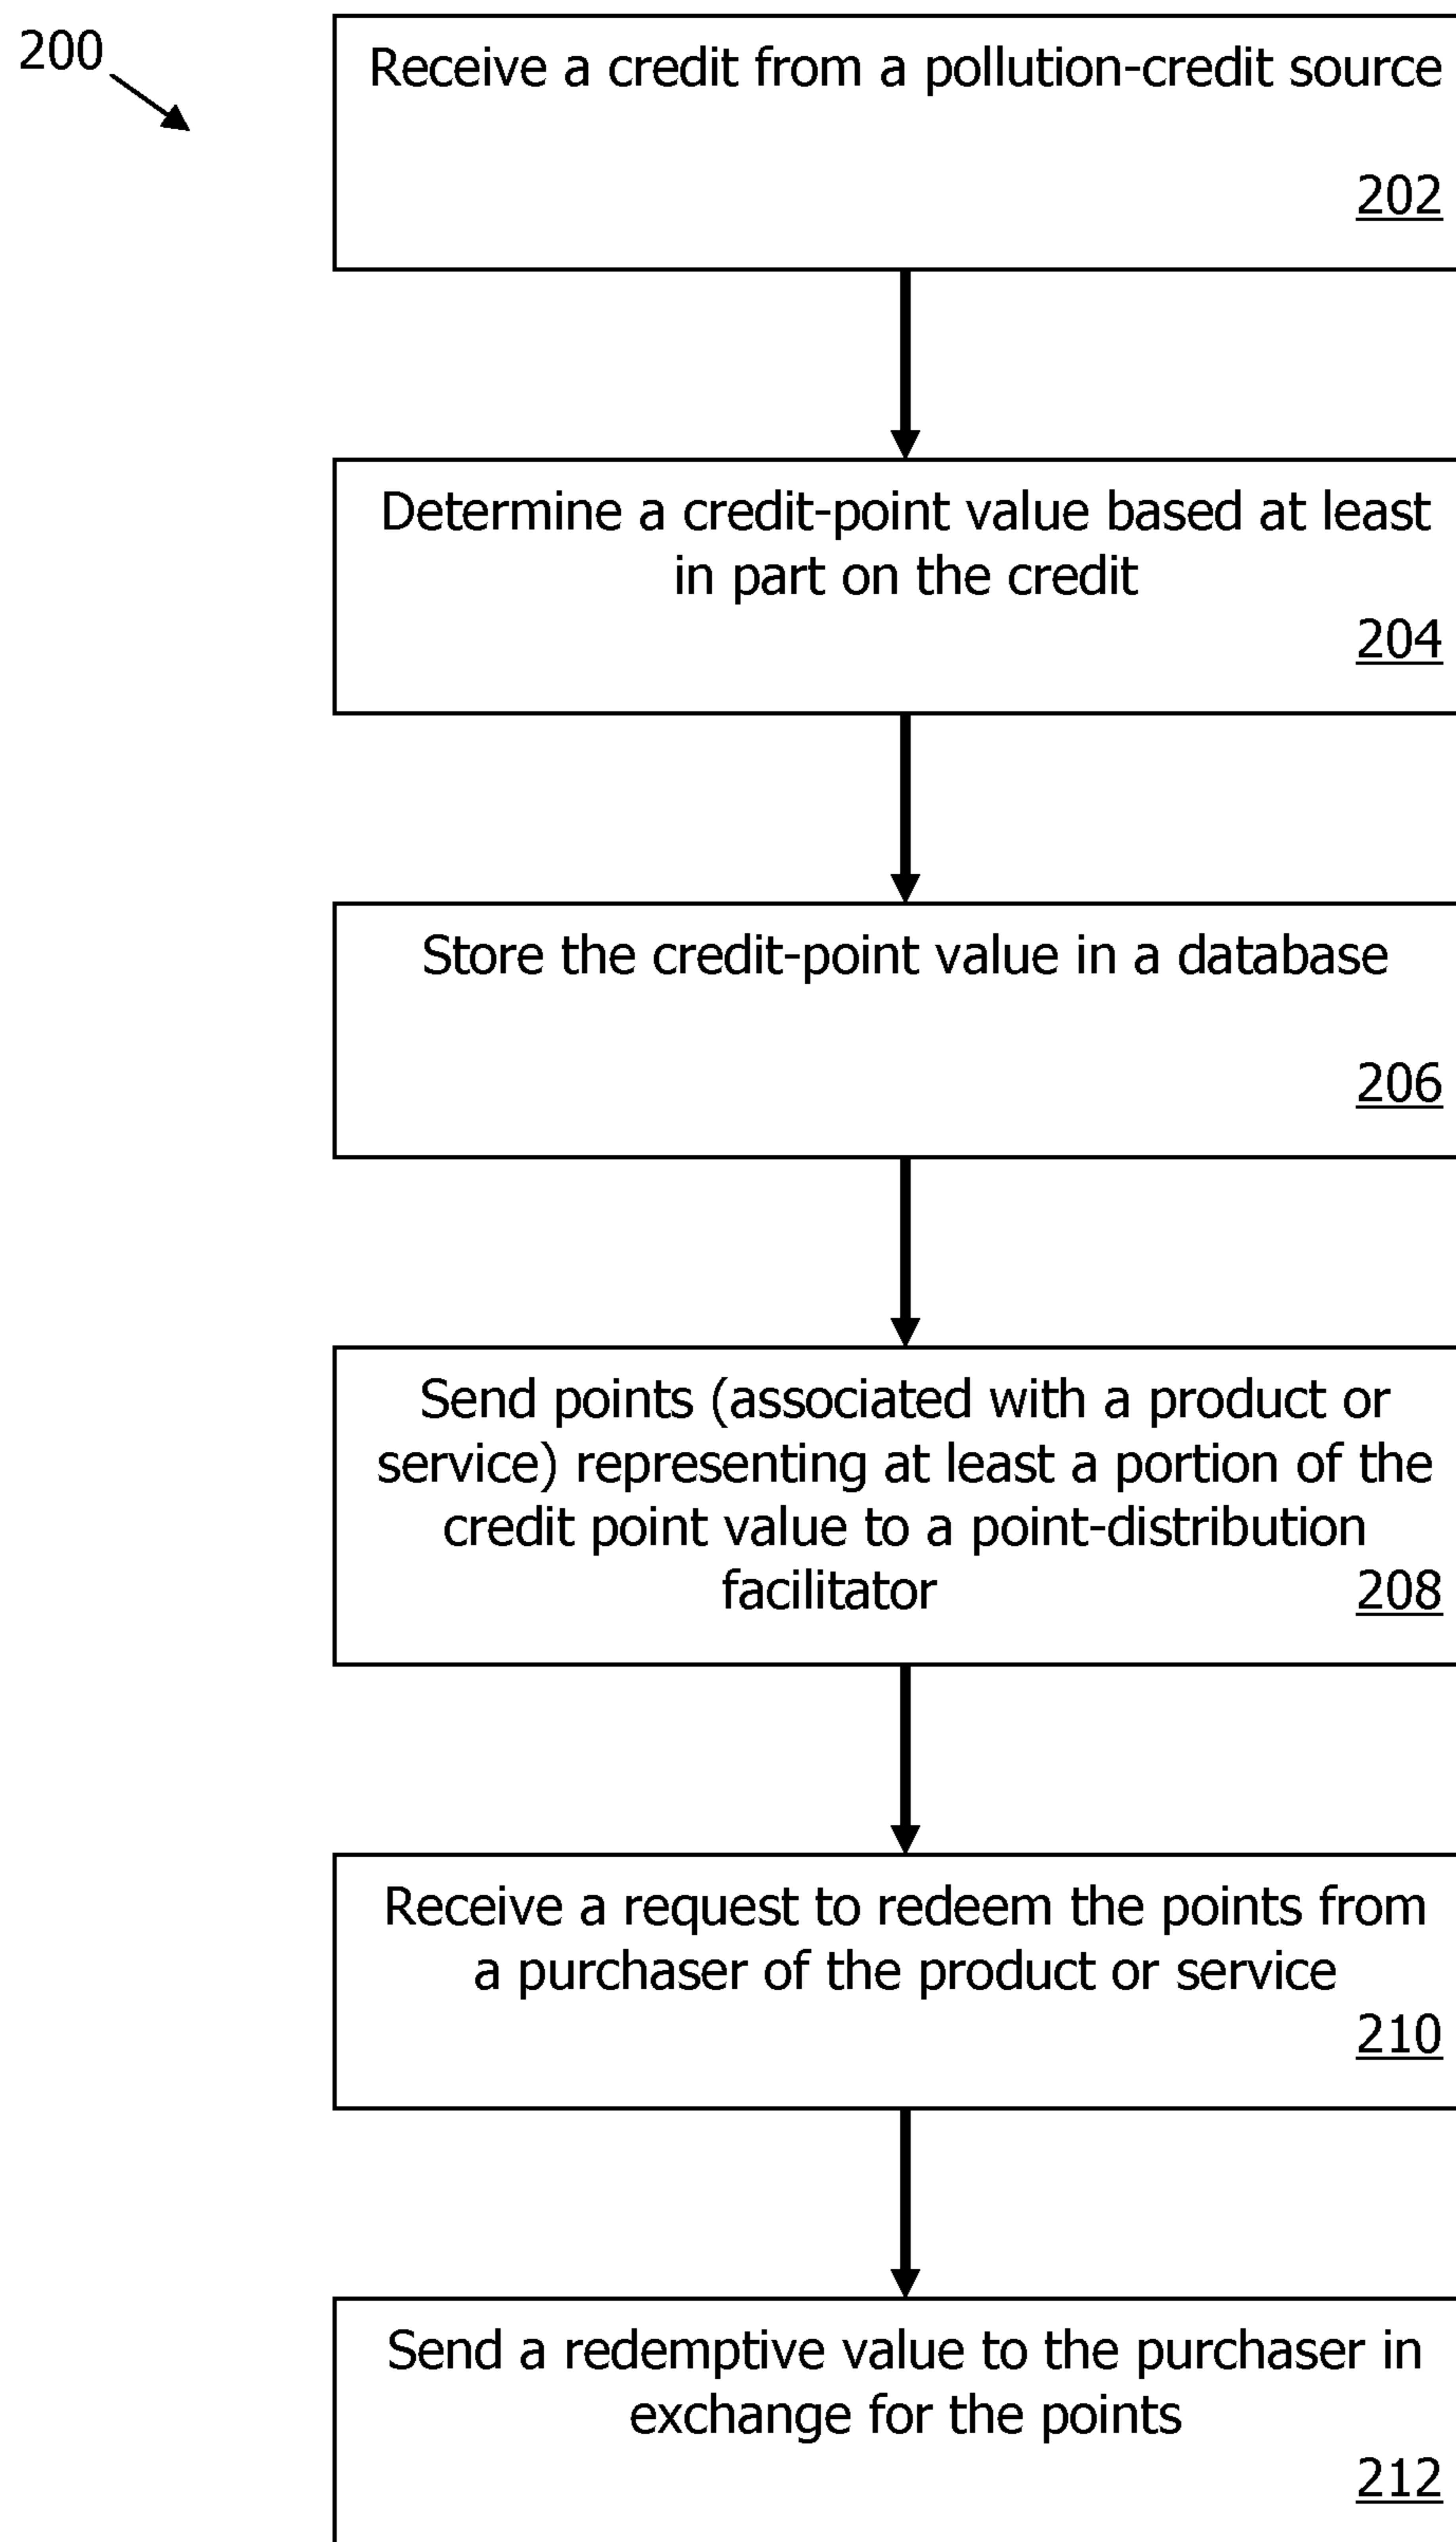 200
Receive a credit from a pollution-credit source
202
Determine a credit-point value based at least
in part on the credit
204
Store the credit-point value in a database
206
Send points (associated with a product or
service) representing at least a portion of the
credit point value to a point-distribution
facilitator 208
Receive a request to redeem the points from
a purchaser of the product or service
210
Send a redemptive value to the purchaser in
exchange for the points
212